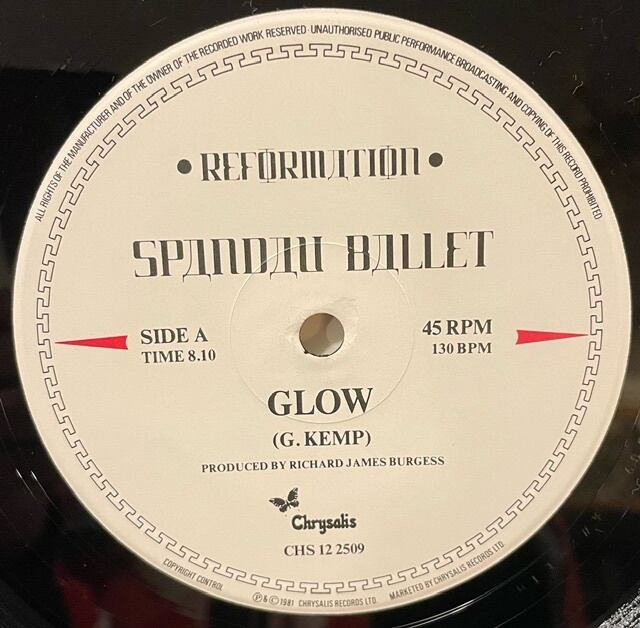 ALL RIGHTS OF THE MANUFACTURER AND OF THE OWNER OF THE RECORDED WORK RESERVED · UNAUTHORISED PUBLIC PERFORMANCE BROADCASTING AND COPYING OF THIS RECORD PROHIBITED
• REFORMATION •
SPANDAU BALLET
SIDE A
TIME 8.10
45 RPM
130 BPM
GLOW
(G. KEMP)
PRODUCED BY RICHARD JAMES BURGESS
Chrysalis
CHS 12 2509
COPYRIGHT CONTROL
Ⓟ&©1981 CHRYSALIS RECORDS LTD.
MARKETED BY CHRYSALIS RECORDS LTD.